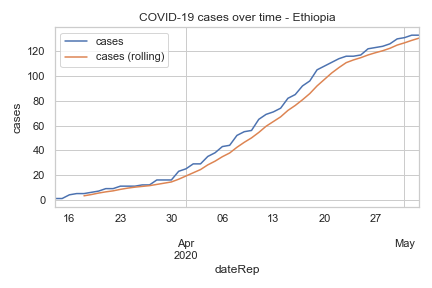 COVID-19 cases over time - Ethiopia
cases
cases (rolling)
cases
120
100
80
60
40
20
0
16 23 30 06 13 20 27
Apr May
2020
dateRep